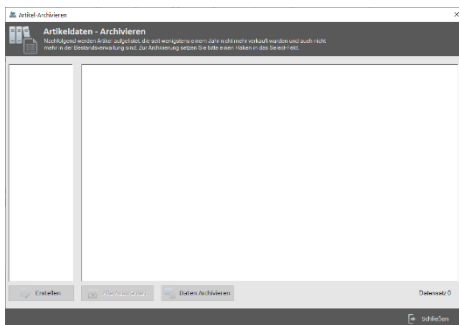 Artikel-Archivieren
Artikeldaten - Archivieren
Nachfolgend werden Artikel aufgelistet, die seit wenigstens einem Jahr nicht mehr verkauft wurden und auch nicht
mehr in der Bestandsverwaltung sind. Zur Archivierung setzen Sie bitte einen Haken in das Select-Feld.
Erstellen
Daten Archivieren
Datensatz 0
Schließen